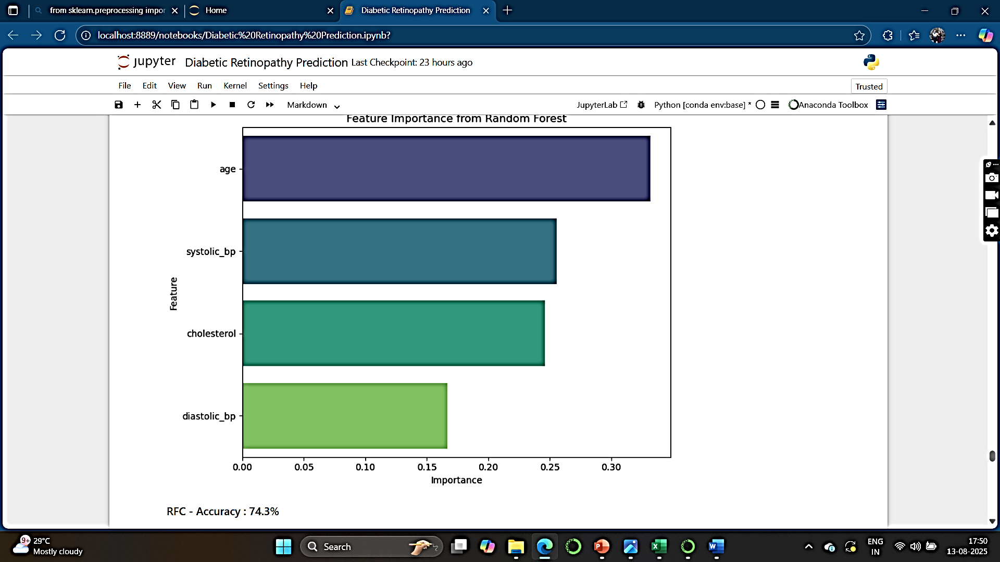 from sklearn.preprocessing impor
Home
Diabetic Retinopathy Prediction
localhost:8889/notebooks/Diabetic%20Retinopathy%20Prediction.ipynb?
jupyter Diabetic Retinopathy Prediction Last Checkpoint: 23 hours ago
File Edit View Run Kernel Settings Help
Trusted
Markdown
JupyterLab
Python [conda env:base] *
Anaconda Toolbox
Feature Importance from Random Forest
age
systolic_bp
cholesterol
diastolic_bp
Feature
0.00 0.05 0.10 0.15 0.20 0.25 0.30
Importance
RFC - Accuracy : 74.3%
9+
29°C
Mostly cloudy
Search
ENG
IN
17:50
13-08-2025